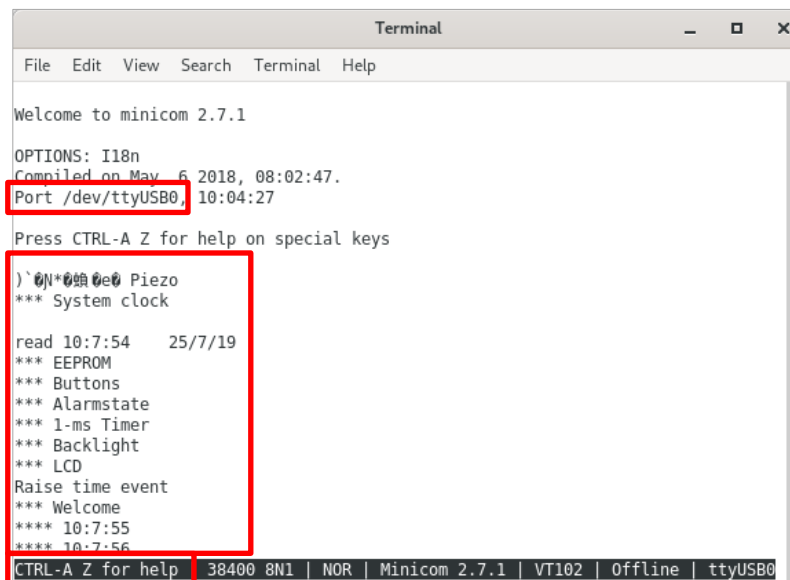 Terminal
File Edit View Search Terminal Help
Welcome to minicom 2.7.1
OPTIONS: I18n
Compiled on May  6 2018, 08:02:47.
Port /dev/ttyUSB0, 10:04:27
Press CTRL-A Z for help on special keys
Piezo
*** System clock
read 10:7:54    25/7/19
*** EEPROM
*** Buttons
*** Alarmstate
*** 1-ms Timer
*** Backlight
*** LCD
Raise time event
*** Welcome
**** 10:7:55
**** 10:7:56
CTRL-A Z for help | 38400 8N1 | NOR | Minicom 2.7.1 | VT102 | Offline | ttyUSB0